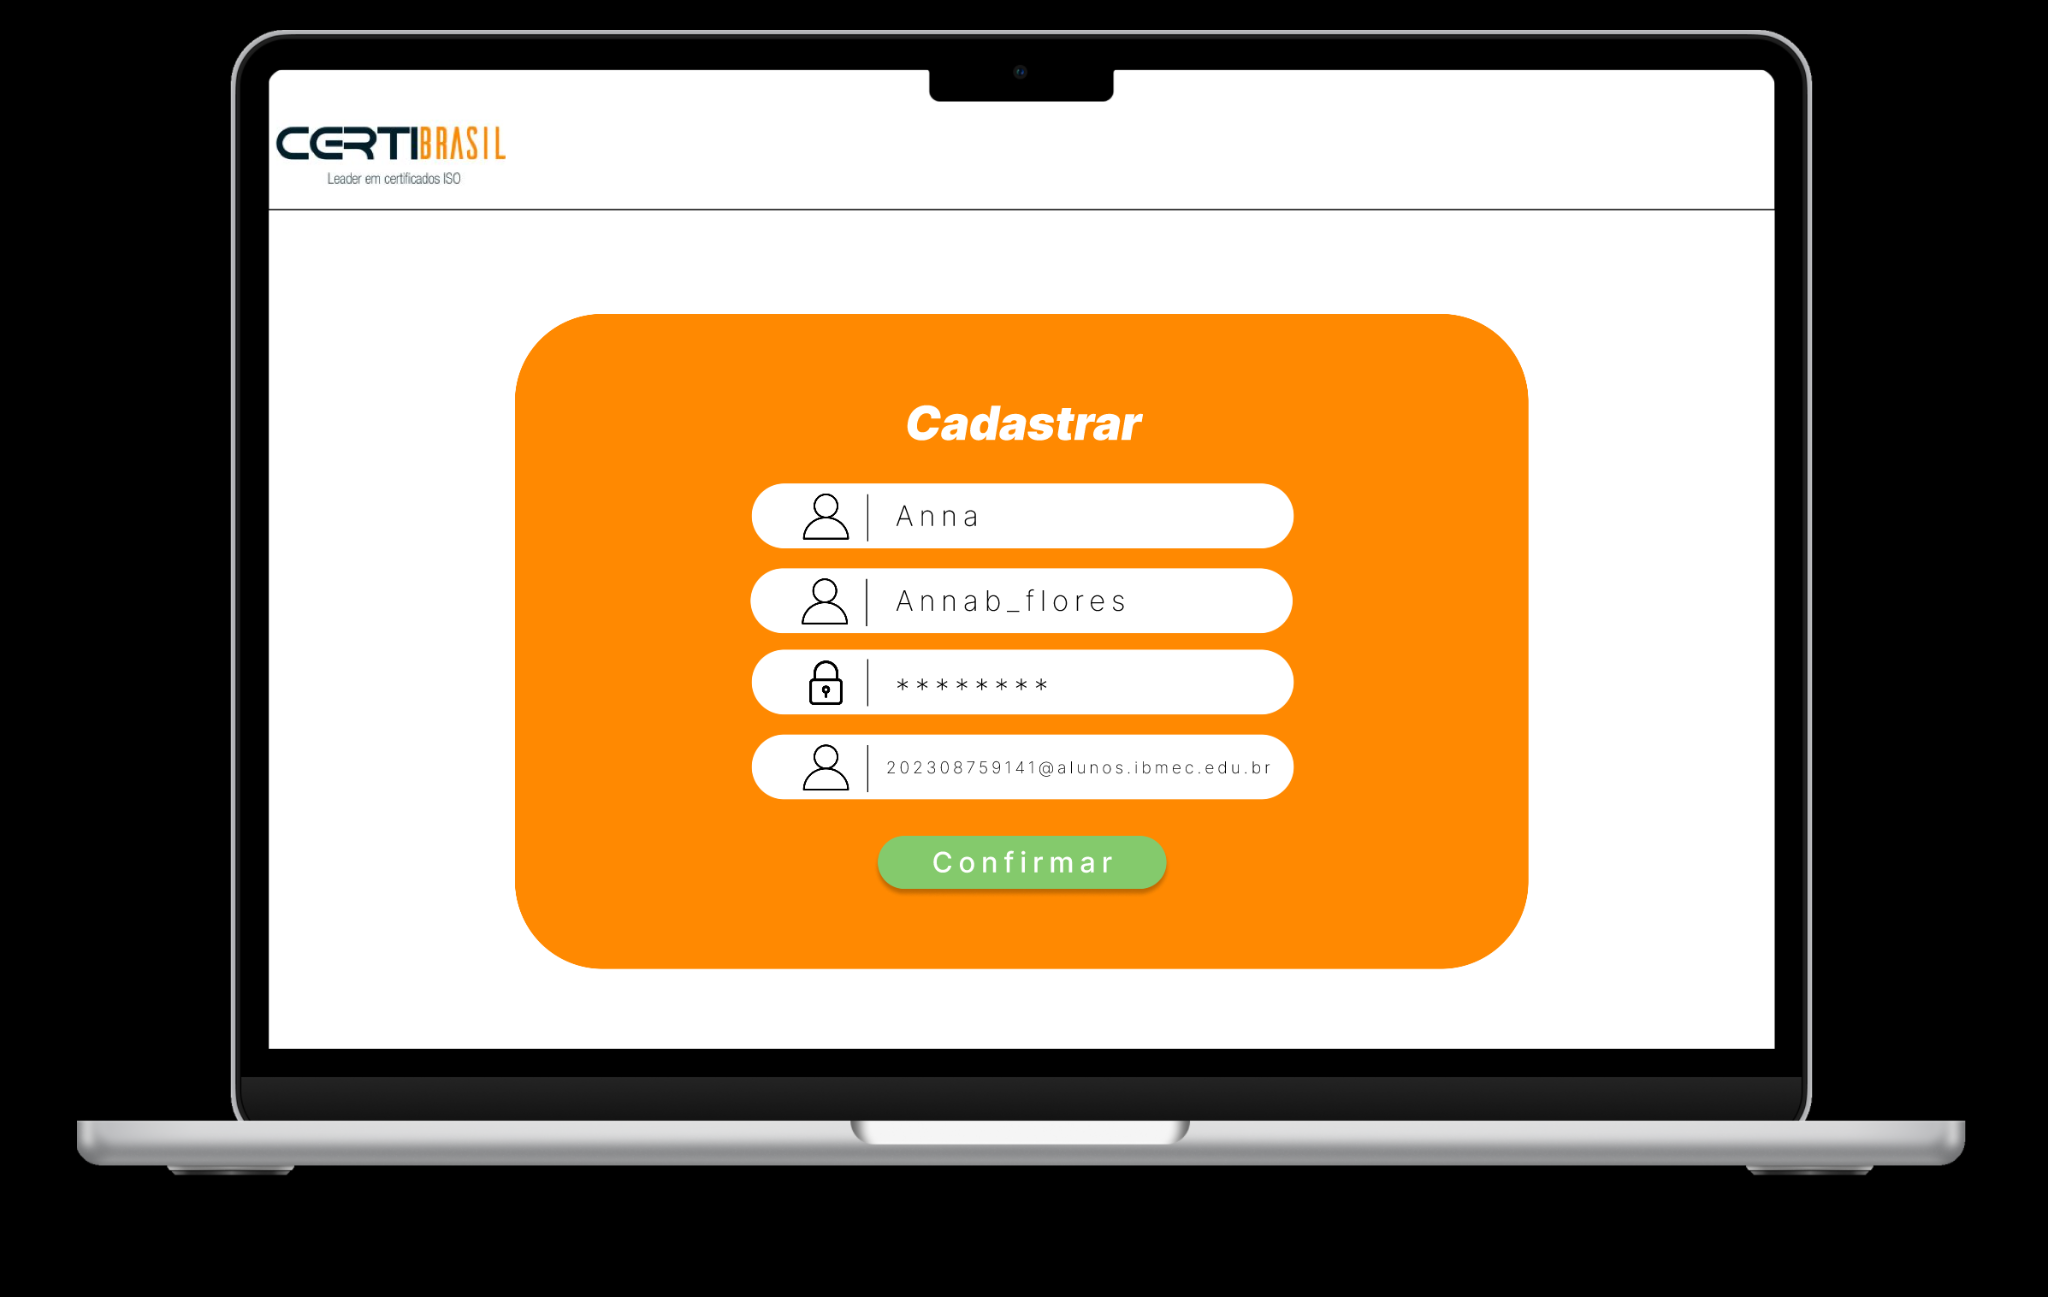 CERTIBRASIL
Leader em certificados ISO
Cadastrar
Anna
Annab_flores
********
202308759141@alunos.ibmec.edu.br
Confirmar